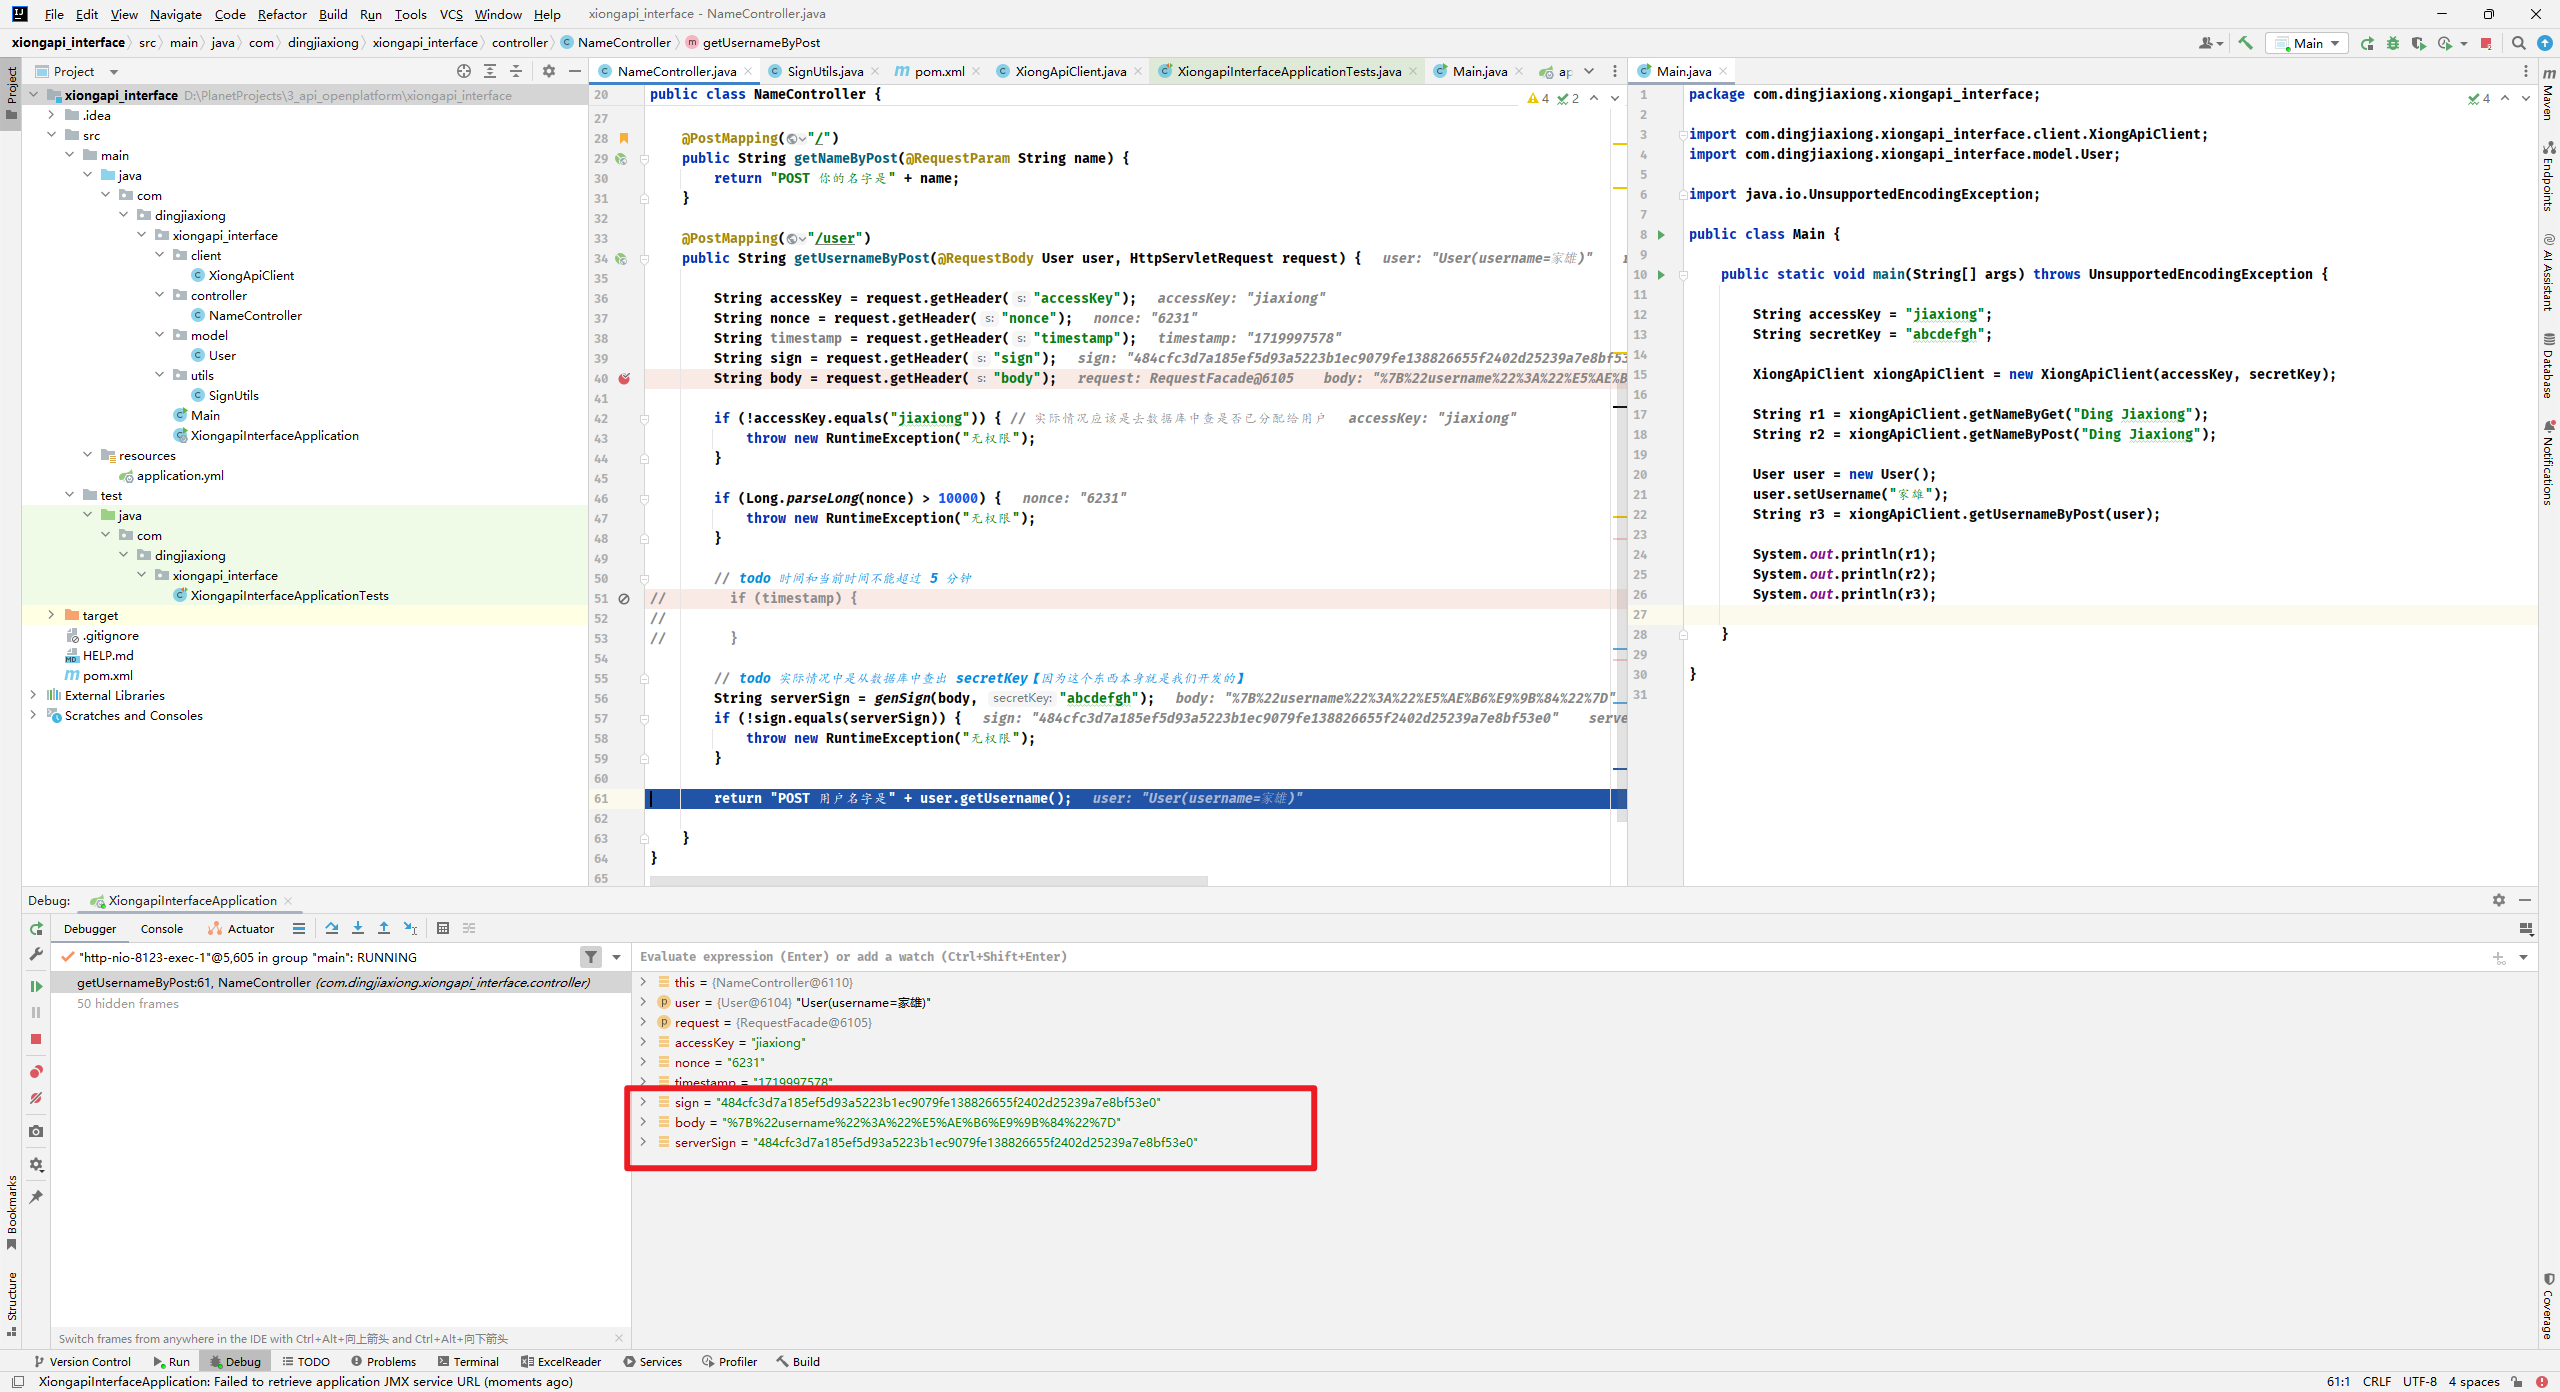 File Edit View Navigate Code Refactor Build Run Tools VCS Window Help xiongapi_interface - NameController.java
xiongapi_interface src main java com dingjiaxiong xiongapi_interface controller NameController getUsernameByPost
Main
Project
xiongapi_interface D:\PlanetProjects\3_api_openplatform\xiongapi_interface
.idea
src
main
java
com
dingjiaxiong
xiongapi_interface
client
XiongApiClient
controller
NameController
model
User
utils
SignUtils
Main
XiongapiInterfaceApplication
resources
application.yml
test
java
com
dingjiaxiong
xiongapi_interface
XiongapiInterfaceApplicationTests
target
.gitignore
HELP.md
pom.xml
External Libraries
Scratches and Consoles
NameController.java SignUtils.java pom.xml XiongApiClient.java XiongapiInterfaceApplicationTests.java Main.java ap
4 2
20 public class NameController {
27
28 @PostMapping("/")
29 public String getNameByPost(@RequestParam String name) {
30 return "POST 你的名字是" + name;
31 }
32
33 @PostMapping("/user")
34 public String getUsernameByPost(@RequestBody User user, HttpServletRequest request) { user: "User(username=家雄)"
35
36 String accessKey = request.getHeader( s: "accessKey"); accessKey: "jiaxiong"
37 String nonce = request.getHeader( s: "nonce"); nonce: "6231"
38 String timestamp = request.getHeader( s: "timestamp"); timestamp: "1719997578"
39 String sign = request.getHeader( s: "sign"); sign: "484cfc3d7a185ef5d93a5223b1ec9079fe138826655f2402d25239a7e8bf53
40 String body = request.getHeader( s: "body"); request: RequestFacade@6105 body: "%7B%22username%22%3A%22%E5%AE%B
41
42 if (!accessKey.equals("jiaxiong")) { // 实际情况应该是去数据库中查是否已分配给用户 accessKey: "jiaxiong"
43 throw new RuntimeException("无权限");
44 }
45
46 if (Long.parseLong(nonce) > 10000) { nonce: "6231"
47 throw new RuntimeException("无权限");
48 }
49
50 // todo 时间和当前时间不能超过 5 分钟
51 // if (timestamp) {
52 //
53 // }
54
55 // todo 实际情况中是从数据库中查出 secretKey【因为这个东西本身就是我们开发的】
56 String serverSign = genSign(body, secretKey: "abcdefgh"); body: "%7B%22username%22%3A%22%E5%AE%B6%E9%9B%84%22%7D"
57 if (!sign.equals(serverSign)) { sign: "484cfc3d7a185ef5d93a5223b1ec9079fe138826655f2402d25239a7e8bf53e0" serve
58 throw new RuntimeException("无权限");
59 }
60
61 return "POST 用户名字是" + user.getUsername(); user: "User(username=家雄)"
62
63 }
64 }
65
Main.java
4
1 package com.dingjiaxiong.xiongapi_interface;
2
3 import com.dingjiaxiong.xiongapi_interface.client.XiongApiClient;
4 import com.dingjiaxiong.xiongapi_interface.model.User;
5
6 import java.io.UnsupportedEncodingException;
7
8 public class Main {
9
10 public static void main(String[] args) throws UnsupportedEncodingException {
11
12 String accessKey = "jiaxiong";
13 String secretKey = "abcdefgh";
14
15 XiongApiClient xiongApiClient = new XiongApiClient(accessKey, secretKey);
16
17 String r1 = xiongApiClient.getNameByGet("Ding Jiaxiong");
18 String r2 = xiongApiClient.getNameByPost("Ding Jiaxiong");
19
20 User user = new User();
21 user.setUsername("家雄");
22 String r3 = xiongApiClient.getUsernameByPost(user);
23
24 System.out.println(r1);
25 System.out.println(r2);
26 System.out.println(r3);
27
28 }
29
30 }
31
Project
Bookmarks
Structure
Maven
Endpoints
AI Assistant
Database
Notifications
Coverage
Debug: XiongapiInterfaceApplication
Debugger Console Actuator
"http-nio-8123-exec-1"@5,605 in group "main": RUNNING
getUsernameByPost:61, NameController (com.dingjiaxiong.xiongapi_interface.controller)
50 hidden frames
Switch frames from anywhere in the IDE with Ctrl+Alt+向上箭头 and Ctrl+Alt+向下箭头
Evaluate expression (Enter) or add a watch (Ctrl+Shift+Enter)
this = {NameController@6110}
user = {User@6104} "User(username=家雄)"
request = {RequestFacade@6105}
accessKey = "jiaxiong"
nonce = "6231"
timestamp = "1719997578"
sign = "484cfc3d7a185ef5d93a5223b1ec9079fe138826655f2402d25239a7e8bf53e0"
body = "%7B%22username%22%3A%22%E5%AE%B6%E9%9B%84%22%7D"
serverSign = "484cfc3d7a185ef5d93a5223b1ec9079fe138826655f2402d25239a7e8bf53e0"
Version Control Run Debug TODO Problems Terminal ExcelReader Services Profiler Build
XiongapiInterfaceApplication: Failed to retrieve application JMX service URL (moments ago)
61:1 CRLF UTF-8 4 spaces